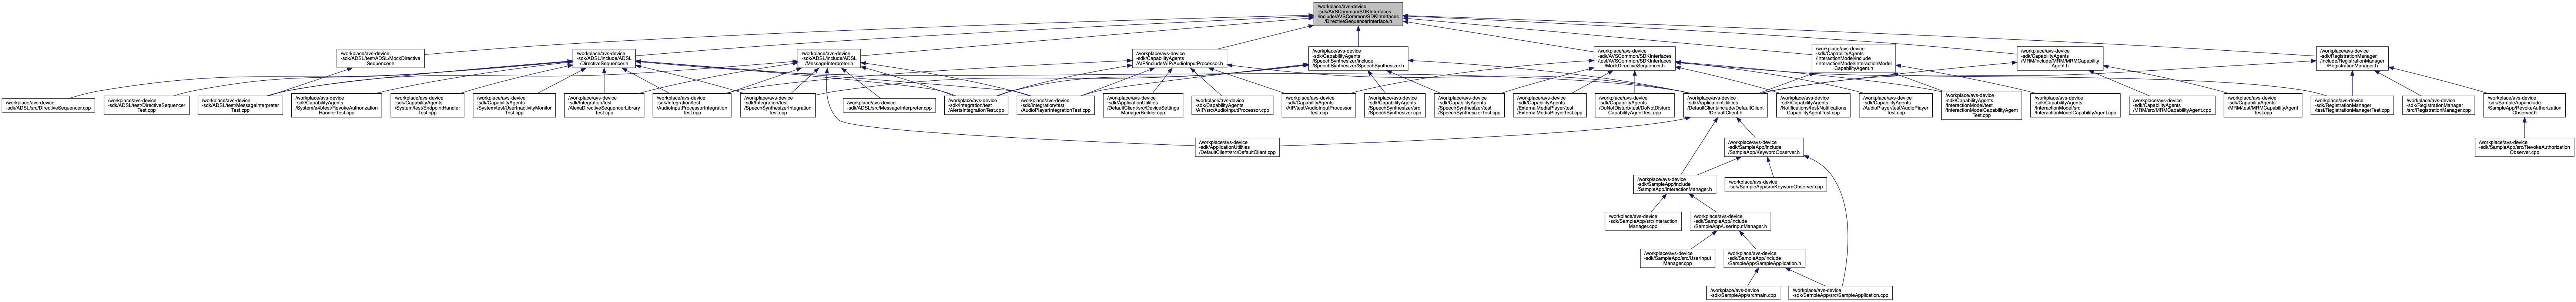 /workplace/avs-device
-sdk/AVSCommon/SDKInterfaces
/include/AVSCommon/SDKInterfaces
/DirectiveSequencerInterface.h
/workplace/avs-device
-sdk/ADSL/test/ADSL/MockDirective
Sequencer.h
/workplace/avs-device
-sdk/ADSL/include/ADSL
/DirectiveSequencer.h
/workplace/avs-device
-sdk/ADSL/include/ADSL
/MessageInterpreter.h
/workplace/avs-device
-sdk/CapabilityAgents
/AIP/include/AIP/AudioInputProcessor.h
/workplace/avs-device
-sdk/CapabilityAgents
/SpeechSynthesizer/include
/SpeechSynthesizer/SpeechSynthesizer.h
/workplace/avs-device
-sdk/AVSCommon/SDKInterfaces
/test/AVSCommon/SDKInterfaces
/MockDirectiveSequencer.h
/workplace/avs-device
-sdk/CapabilityAgents
/InteractionModel/include
/InteractionModel/InteractionModel
CapabilityAgent.h
/workplace/avs-device
-sdk/CapabilityAgents
/MRM/include/MRM/MRMCapability
Agent.h
/workplace/avs-device
-sdk/RegistrationManager
/include/RegistrationManager
/RegistrationManager.h
/workplace/avs-device
-sdk/ADSL/src/DirectiveSequencer.cpp
/workplace/avs-device
-sdk/ADSL/test/DirectiveSequencer
Test.cpp
/workplace/avs-device
-sdk/ADSL/test/MessageInterpreter
Test.cpp
/workplace/avs-device
-sdk/CapabilityAgents
/System/a4btest/RevokeAuthorization
HandlerTest.cpp
/workplace/avs-device
-sdk/CapabilityAgents
/System/test/EndpointHandler
Test.cpp
/workplace/avs-device
-sdk/CapabilityAgents
/System/test/UserInactivityMonitor
Test.cpp
/workplace/avs-device
-sdk/Integration/test
/AlexaDirectiveSequencerLibrary
Test.cpp
/workplace/avs-device
-sdk/Integration/test
/AudioInputProcessorIntegration
Test.cpp
/workplace/avs-device
-sdk/Integration/test
/SpeechSynthesizerIntegration
Test.cpp
/workplace/avs-device
-sdk/ADSL/src/MessageInterpreter.cpp
/workplace/avs-device
-sdk/Integration/test
/AlertsIntegrationTest.cpp
/workplace/avs-device
-sdk/Integration/test
/AudioPlayerIntegrationTest.cpp
/workplace/avs-device
-sdk/ApplicationUtilities
/DefaultClient/src/DeviceSettings
ManagerBuilder.cpp
/workplace/avs-device
-sdk/CapabilityAgents
/AIP/src/AudioInputProcessor.cpp
/workplace/avs-device
-sdk/CapabilityAgents
/AIP/test/AudioInputProcessor
Test.cpp
/workplace/avs-device
-sdk/CapabilityAgents
/SpeechSynthesizer/src
/SpeechSynthesizer.cpp
/workplace/avs-device
-sdk/CapabilityAgents
/SpeechSynthesizer/test
/SpeechSynthesizerTest.cpp
/workplace/avs-device
-sdk/CapabilityAgents
/ExternalMediaPlayer/test
/ExternalMediaPlayerTest.cpp
/workplace/avs-device
-sdk/CapabilityAgents
/DoNotDisturb/test/DoNotDisturb
CapabilityAgentTest.cpp
/workplace/avs-device
-sdk/ApplicationUtilities
/DefaultClient/include/DefaultClient
/DefaultClient.h
/workplace/avs-device
-sdk/CapabilityAgents
/Notifications/test/Notifications
CapabilityAgentTest.cpp
/workplace/avs-device
-sdk/CapabilityAgents
/AudioPlayer/test/AudioPlayer
Test.cpp
/workplace/avs-device
-sdk/CapabilityAgents
/InteractionModel/test
/InteractionModelCapabilityAgent
Test.cpp
/workplace/avs-device
-sdk/CapabilityAgents
/InteractionModel/src
/InteractionModelCapabilityAgent.cpp
/workplace/avs-device
-sdk/CapabilityAgents
/MRM/src/MRMCapabilityAgent.cpp
/workplace/avs-device
-sdk/CapabilityAgents
/MRM/test/MRMCapabilityAgent
Test.cpp
/workplace/avs-device
-sdk/RegistrationManager
/test/RegistrationManagerTest.cpp
/workplace/avs-device
-sdk/RegistrationManager
/src/RegistrationManager.cpp
/workplace/avs-device
-sdk/SampleApp/include
/SampleApp/RevokeAuthorization
Observer.h
/workplace/avs-device
-sdk/ApplicationUtilities
/DefaultClient/src/DefaultClient.cpp
/workplace/avs-device
-sdk/SampleApp/include
/SampleApp/KeywordObserver.h
/workplace/avs-device
-sdk/SampleApp/src/RevokeAuthorization
Observer.cpp
/workplace/avs-device
-sdk/SampleApp/include
/SampleApp/InteractionManager.h
/workplace/avs-device
-sdk/SampleApp/src/KeywordObserver.cpp
/workplace/avs-device
-sdk/SampleApp/src/Interaction
Manager.cpp
/workplace/avs-device
-sdk/SampleApp/include
/SampleApp/UserInputManager.h
/workplace/avs-device
-sdk/SampleApp/src/UserInput
Manager.cpp
/workplace/avs-device
-sdk/SampleApp/include
/SampleApp/SampleApplication.h
/workplace/avs-device
-sdk/SampleApp/src/main.cpp
/workplace/avs-device
-sdk/SampleApp/src/SampleApplication.cpp